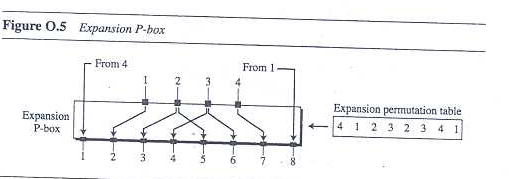 Figure O.5 Expansion P-box
From 4
From 1
1 2 3 4
Expansion
P-box
Expansion permutation table
4 1 2 3 2 3 4 1
1 2 3 4 5 6 7 8